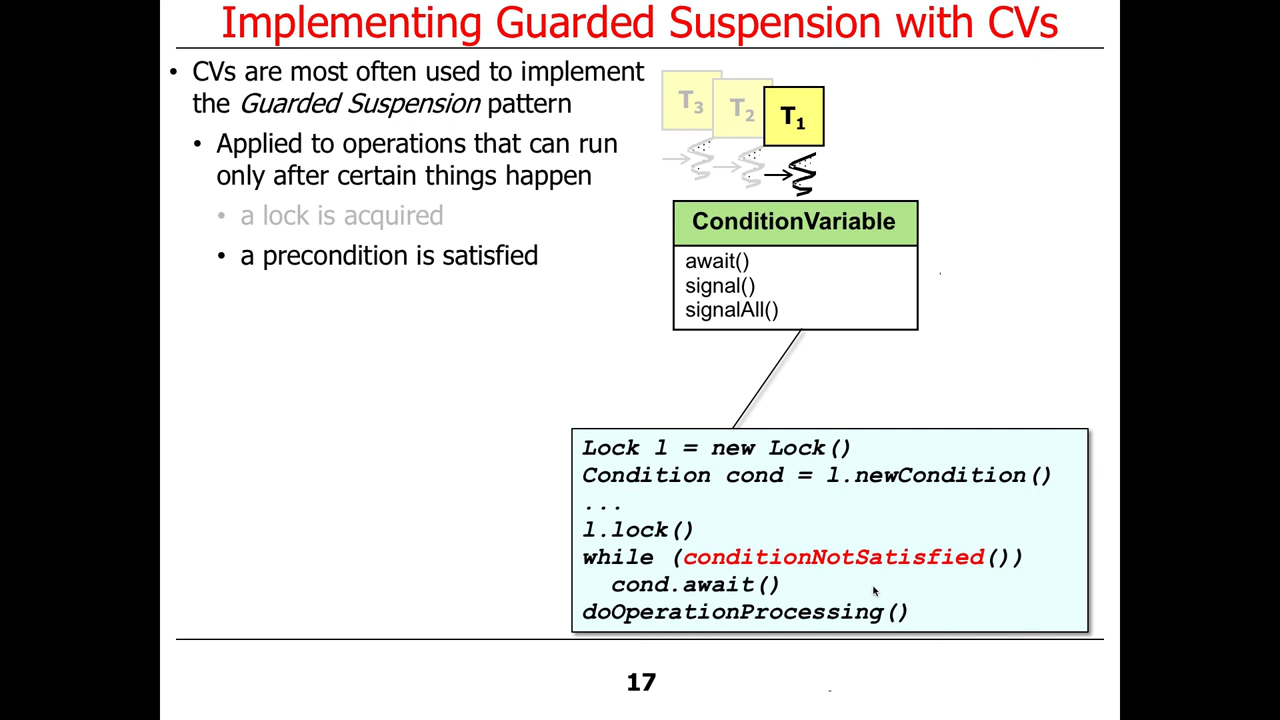 Implementing Guarded Suspension with CVs
• CVs are most often used to implement
the Guarded Suspension pattern
• Applied to operations that can run
only after certain things happen
• a lock is acquired
• a precondition is satisfied
T3
T2
T1
ConditionVariable
await()
signal()
signalAll()
Lock l = new Lock()
Condition cond = l.newCondition()
...
l.lock()
while (conditionNotSatisfied())
cond.await()
doOperationProcessing()
17